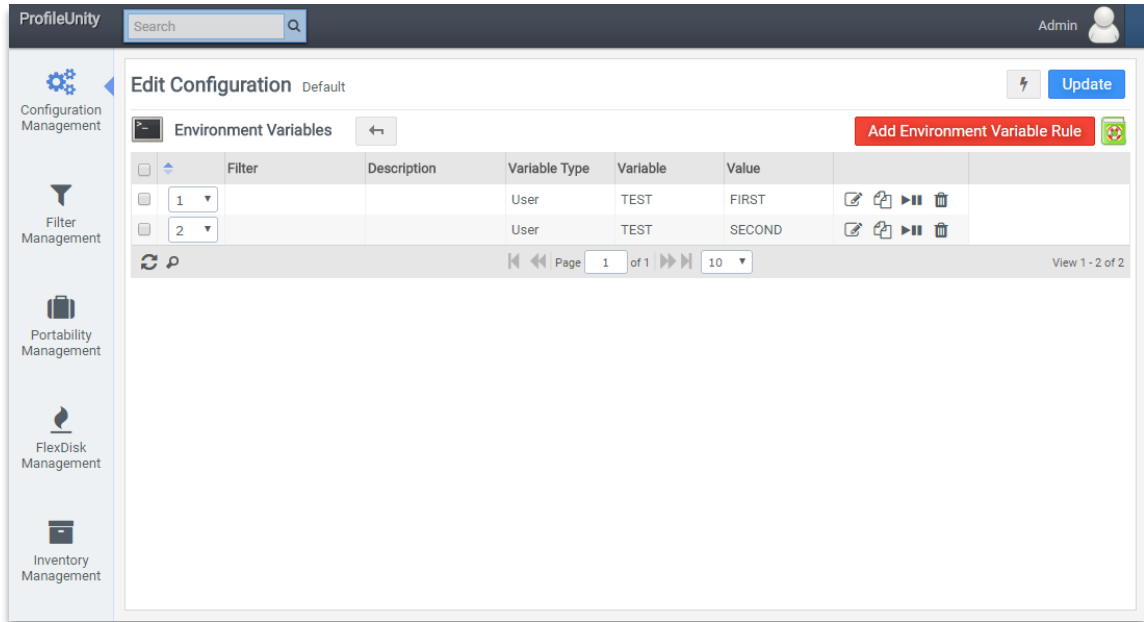 ProfileUnity
Search
Admin
Configuration
Management
Filter
Management
Portability
Management
FlexDisk
Management
Inventory
Management
Edit Configuration Default
Update
>_ Environment Variables
Add Environment Variable Rule
Filter Description Variable Type Variable Value
1 User TEST FIRST
2 User TEST SECOND
Page 1 of 1 10 View 1 - 2 of 2